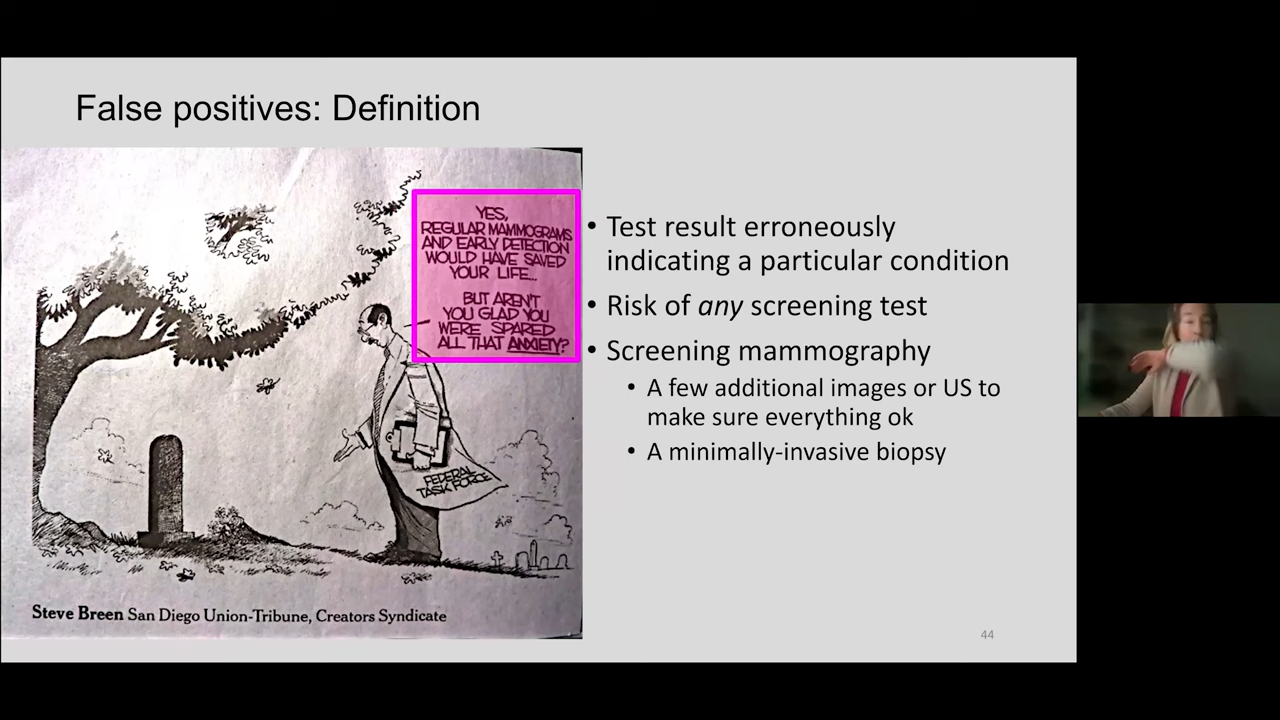 False positives: Definition
YES,
REGULAR MAMMOGRAMS
AND EARLY DETECTION
WOULD HAVE SAVED
YOUR LIFE...
BUT AREN'T
YOU GLAD YOU
WERE SPARED
ALL THAT ANXIETY?
FEDERAL
TASK FORCE
Steve Breen San Diego Union-Tribune, Creators Syndicate
• Test result erroneously
indicating a particular condition
• Risk of any screening test
• Screening mammography
• A few additional images or US to
make sure everything ok
• A minimally-invasive biopsy
44